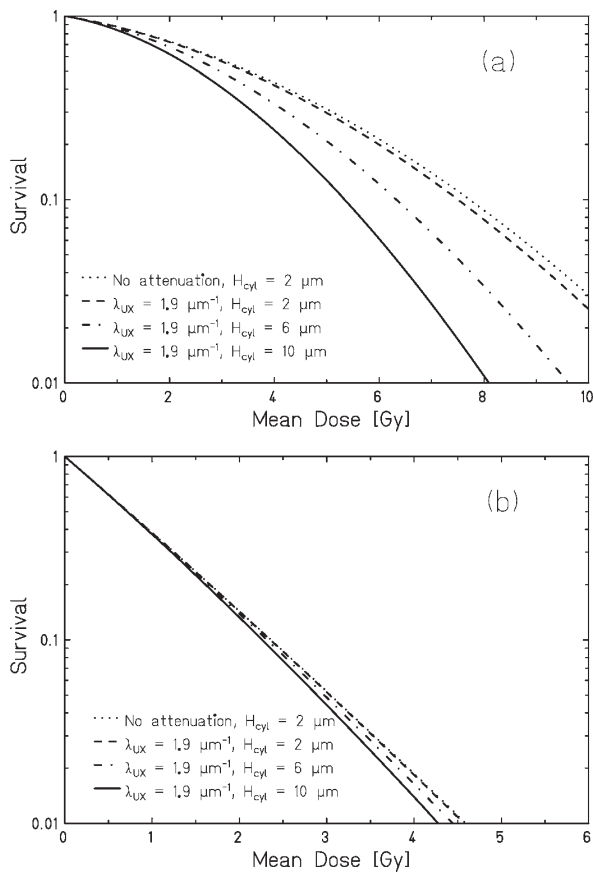 1
0.1
0.01
Survival
(a)
No attenuation, H_cyl = 2 μm
λ_UX = 1.9 μm⁻¹, H_cyl = 2 μm
λ_UX = 1.9 μm⁻¹, H_cyl = 6 μm
λ_UX = 1.9 μm⁻¹, H_cyl = 10 μm
0 2 4 6 8 10
Mean Dose [Gy]
1
0.1
0.01
Survival
(b)
No attenuation, H_cyl = 2 μm
λ_UX = 1.9 μm⁻¹, H_cyl = 2 μm
λ_UX = 1.9 μm⁻¹, H_cyl = 6 μm
λ_UX = 1.9 μm⁻¹, H_cyl = 10 μm
0 1 2 3 4 5 6
Mean Dose [Gy]